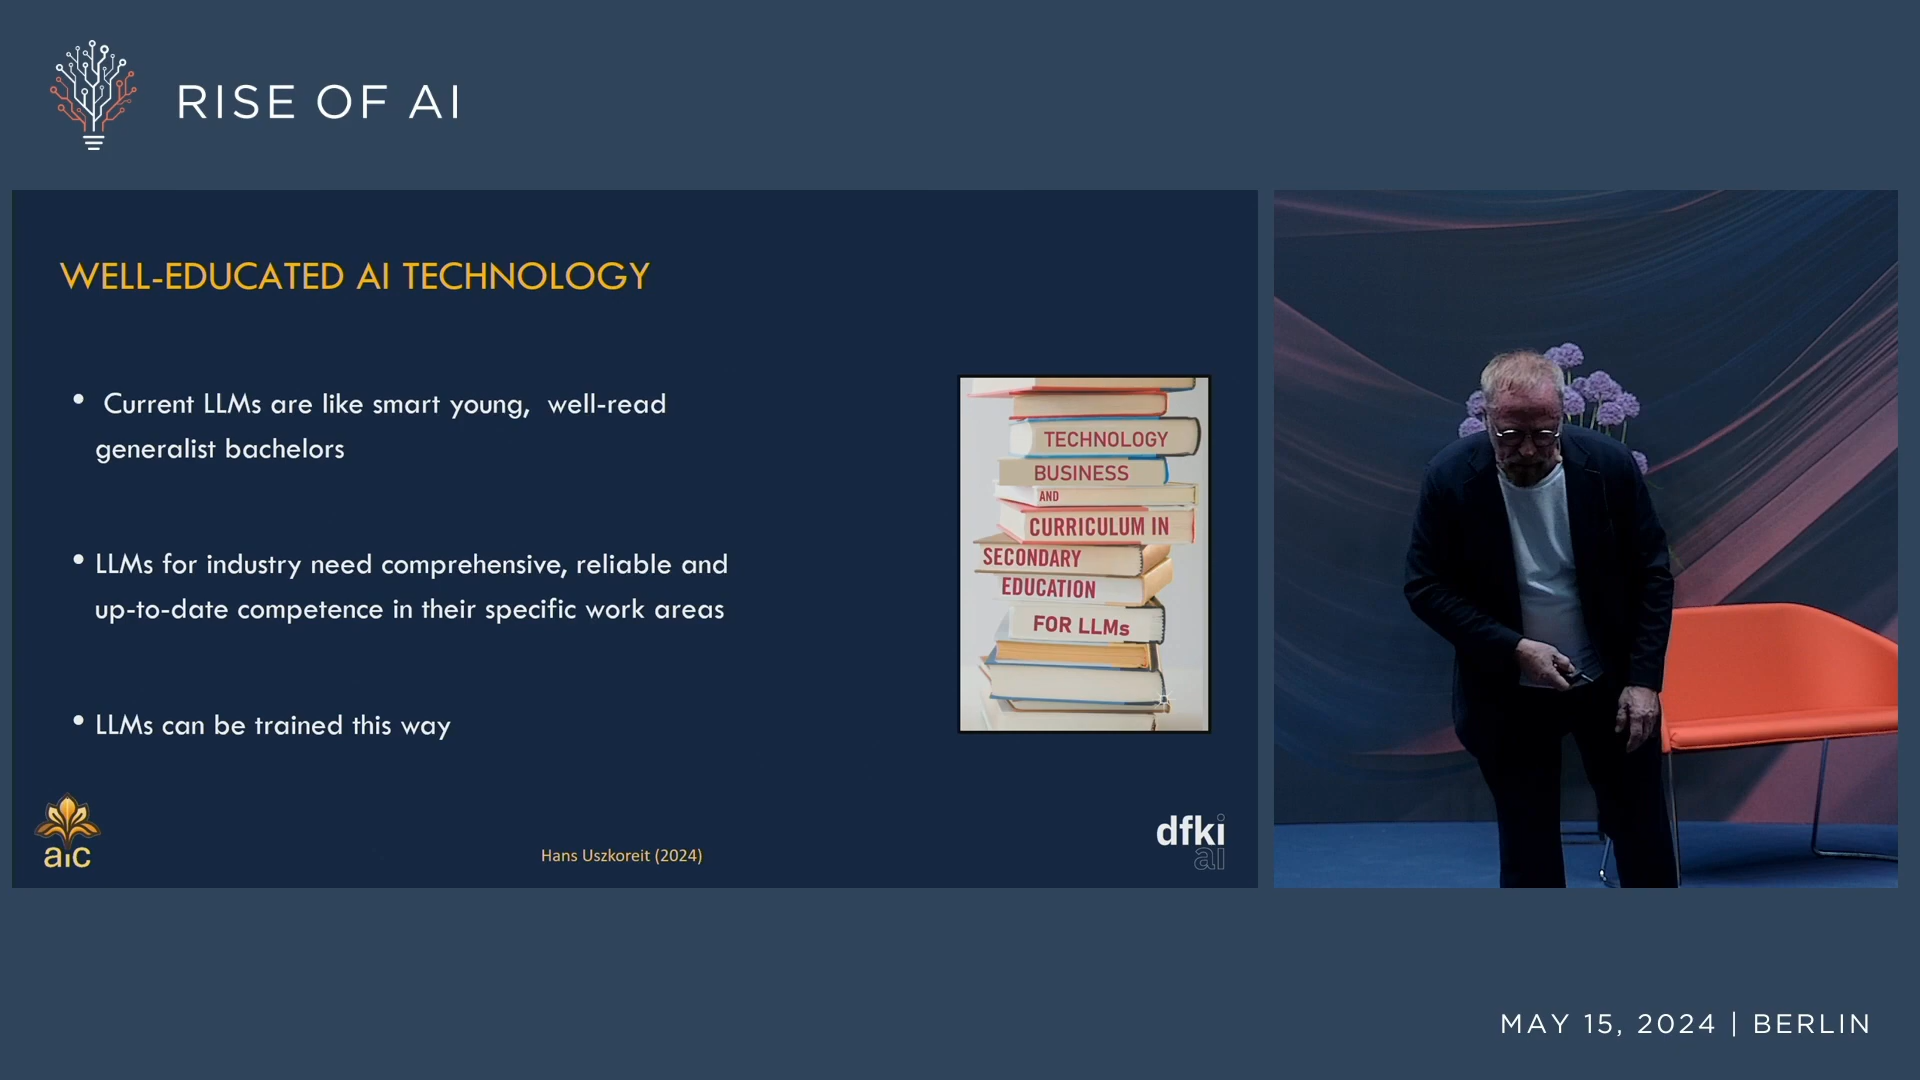 RISE OF AI
WELL-EDUCATED AI TECHNOLOGY
• Current LLMs are like smart young, well-read
generalist bachelors
• LLMs for industry need comprehensive, reliable and
up-to-date competence in their specific work areas
• LLMs can be trained this way
TECHNOLOGY
BUSINESS
AND
CURRICULUM IN
SECONDARY
EDUCATION
FOR LLMs
aic
Hans Uszkoreit (2024)
dfki
ai
MAY 15, 2024 | BERLIN